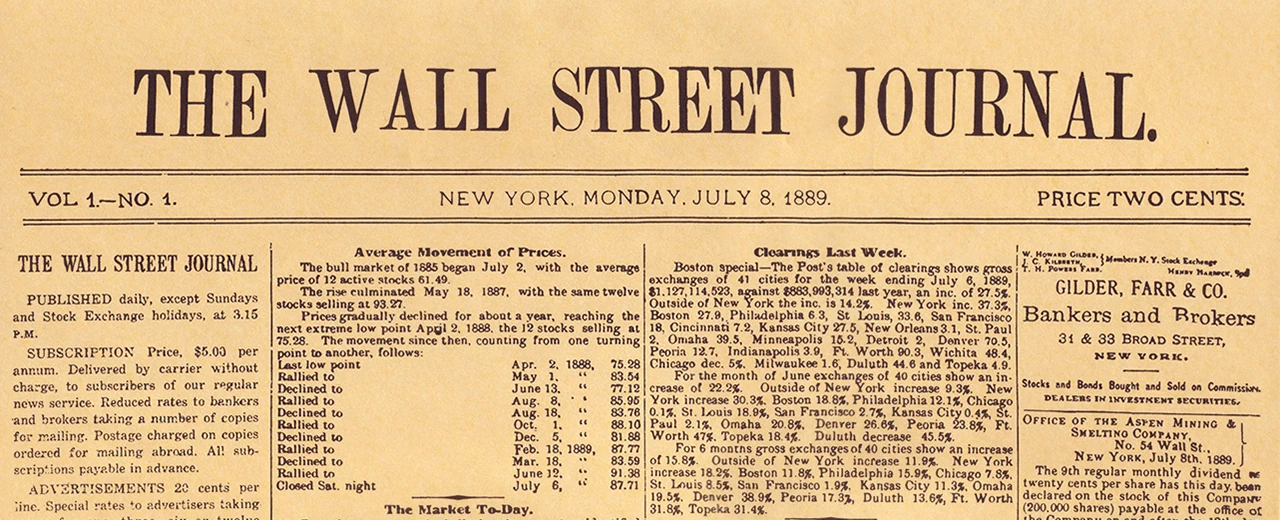 THE WALL STREET JOURNAL.
VOL 1.—NO. 1.
NEW YORK, MONDAY, JULY 8, 1889.
PRICE TWO CENTS.
THE WALL STREET JOURNAL
PUBLISHED daily, except Sundays
and Stock Exchange holidays, at 3.15
P.M.
SUBSCRIPTION Price, $5.00 per
annum. Delivered by carrier without
charge, to subscribers of our regular
news service. Reduced rates to bankers
and brokers taking a number of copies
for mailing. Postage charged on copies
ordered for mailing abroad. All sub-
scriptions payable in advance.
ADVERTISEMENTS 20 cents per
line. Special rates to advertisers taking
Average Movement of Prices.
The bull market of 1885 began July 2, with the average
price of 12 active stocks 61.49.
The rise culminated May 18, 1887, with the same twelve
stocks selling at 93.27.
Prices gradually declined for about a year, reaching the
next extreme low point April 2, 1888, the 12 stocks selling at
75.28. The movement since then, counting from one turning
point to another, follows:
Last low point Apr. 2, 1888, 75.28
Rallied to May 1, “ 83.54
Declined to June 13, “ 77.12
Rallied to Aug. 8, “ 85.95
Declined to Aug. 18, “ 83.76
Rallied to Oct. 1, “ 88.10
Declined to Dec. 5, “ 81.88
Rallied to Feb. 18, 1889, 87.77
Declined to Mar. 18, “ 83.59
Rallied to June 12, “ 91.38
Closed Sat. night July 6, “ 87.71
The Market To-Day.
Clearings Last Week.
Boston special—The Post's table of clearings shows gross
exchanges of 41 cities for the week ending July 6, 1889,
$1,127,114,523, against $883,993,314 last year, an inc. of 27.5%.
Outside of New York the inc. is 14.2%. New York inc. 37.3%,
Boston 27.9, Philadelphia 6 3, St Louis, 33.6, San Francisco
18, Cincinnati 7.2, Kansas City 27.5, New Orleans 3.1, St. Paul
2, Omaha 39.5, Minneapolis 15.2, Detroit 2, Denver 70.5,
Peoria 12.7, Indianapolis 3.9, Ft. Worth 90.3, Wichita 48.4,
Chicago dec. 5%, Milwaukee 1.6, Duluth 44.6 and Topeka 4.9.
For the month of June exchanges of 40 cities show an in-
crease of 22.2%. Outside of New York increase 9.3%. New
York increase 30.3%. Boston 18.8%, Philadelphia 12.1%, Chicago
0.1%, St. Louis 18.9%, San Francisco 2.7%, Kansas City 0.4%, St.
Paul 2.1%, Omaha 20.8%, Denver 26.6%, Peoria 23.8%, Ft.
Worth 47%, Topeka 18.4%. Duluth decrease 45.5%.
For 6 months gross exchanges of 40 cities show an increase
of 15.8%. Outside of New York increase 11.9%. New York
increase 18.2%, Boston 11.8%, Philadelphia 15.9%, Chicago 7.8%,
St. Louis 8.5%, San Francisco 1.9%, Kansas City 11.3%, Omaha
19.5%, Denver 38.9%, Peoria 17.3%, Duluth 13.6%, Ft. Worth
31.8%, Topeka 31.4%.
W. HOWARD GILDER,
J. C. KILBRETH,
T. H. POWERS FARR.
Members N. Y. Stock Exchange
HENRY
GILDER, FARR & CO.
Bankers and Brokers
31 & 33 BROAD STREET,
NEW YORK.
Stocks and Bonds Bought and Sold on Commission.
DEALERS IN INVESTMENT SECURITIES.
OFFICE OF THE ASPEN MINING &
SMELTING COMPANY,
No. 54 Wall St.,
NEW YORK, July 8th. 1889.
The 9th regular monthly dividend
twenty cents per share has this day been
declared on the stock of this Company
(200,000 shares) payable at the office of